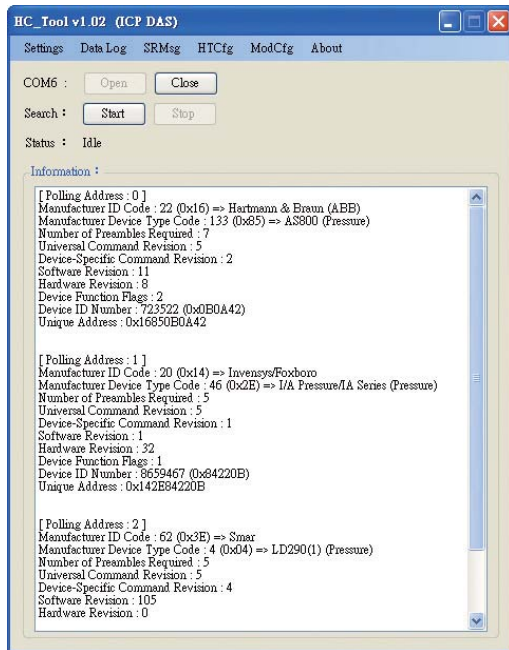 HC_Tool v1.02 (ICP DAS)
Settings Data Log SRMsg HTCfg ModCfg About
COM6 : Open Close
Search : Start Stop
Status : Idle
Information :
[ Polling Address : 0 ]
Manufacturer ID Code : 22 (0x16) => Hartmann & Braun (ABB)
Manufacturer Device Type Code : 133 (0x85) => AS800 (Pressure)
Number of Preambles Required : 7
Universal Command Revision : 5
Device-Specific Command Revision : 2
Software Revision : 11
Hardware Revision : 8
Device Function Flags : 2
Device ID Number : 723522 (0x0B0A42)
Unique Address : 0x16850B0A42
[ Polling Address : 1 ]
Manufacturer ID Code : 20 (0x14) => Invensys/Foxboro
Manufacturer Device Type Code : 46 (0x2E) => I/A Pressure/IA Series (Pressure)
Number of Preambles Required : 5
Universal Command Revision : 5
Device-Specific Command Revision : 1
Software Revision : 1
Hardware Revision : 32
Device Function Flags : 1
Device ID Number : 8659467 (0x84220B)
Unique Address : 0x142E84220B
[ Polling Address : 2 ]
Manufacturer ID Code : 62 (0x3E) => Smar
Manufacturer Device Type Code : 4 (0x04) => LD290(1) (Pressure)
Number of Preambles Required : 5
Universal Command Revision : 5
Device-Specific Command Revision : 4
Software Revision : 105
Hardware Revision : 0